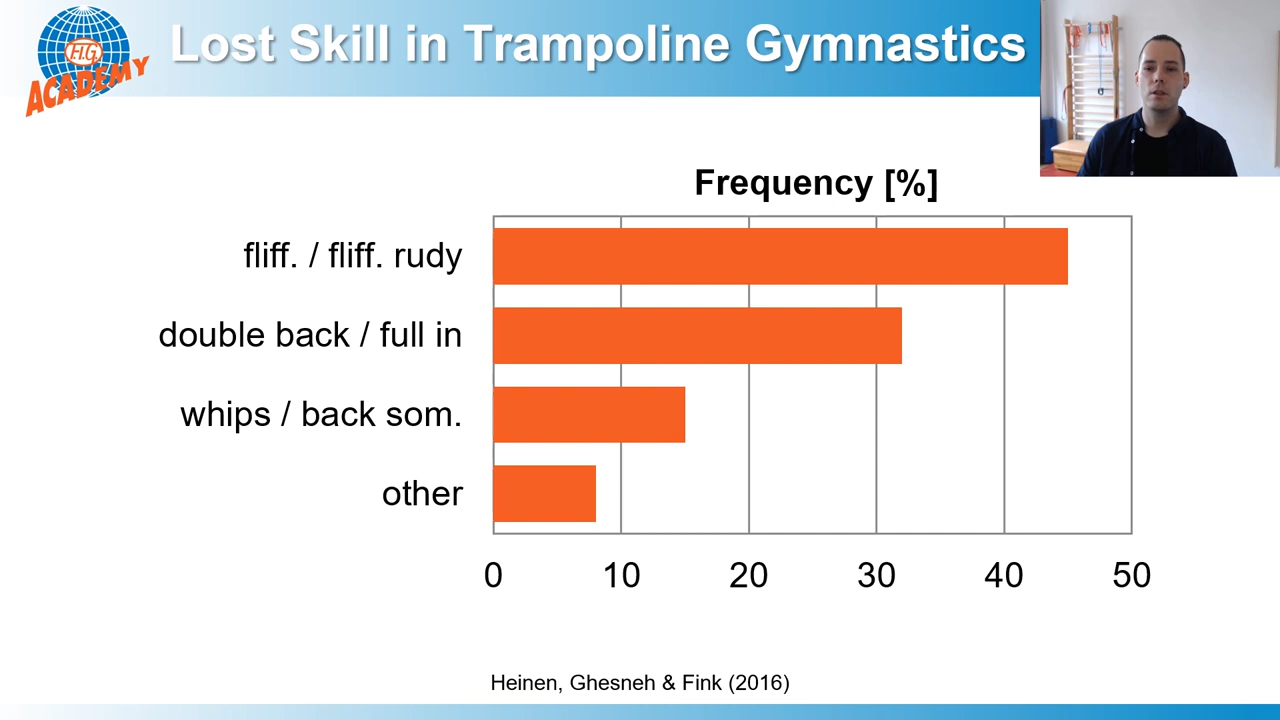 Lost Skill in Trampoline Gymnastics
F.I.G.
ACADEMY
Frequency [%]
fliff. / fliff. rudy
double back / full in
whips / back som.
other
0 10 20 30 40 50
Heinen, Ghesneh & Fink (2016)